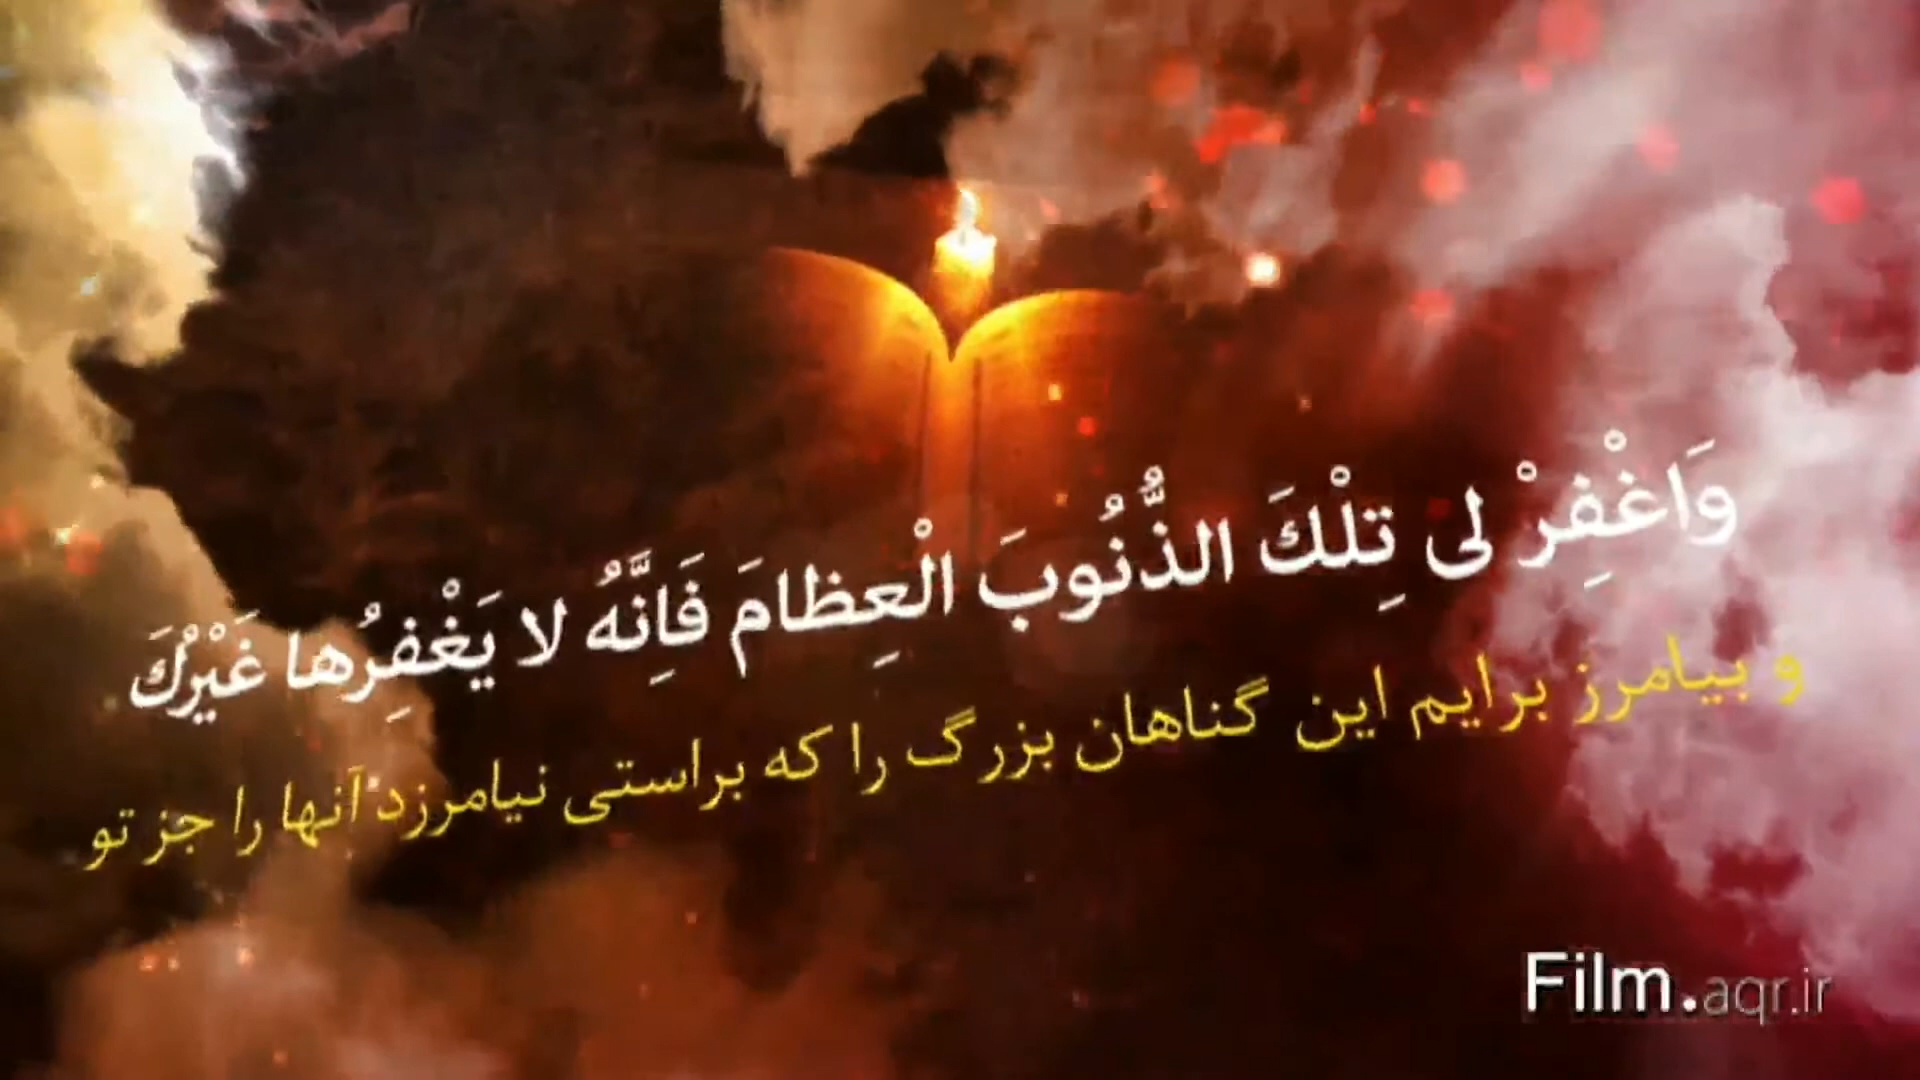 وَاغْفِرْ لى تِلْكَ الذُّنُوبَ الْعِظامَ فَاِنَّهُ لا يَغْفِرُها غَيْرُكَ
و بیامرز برایم این گناهان بزرگ را که براستی نیامرزد آنها را جز تو
Film.aqr.ir